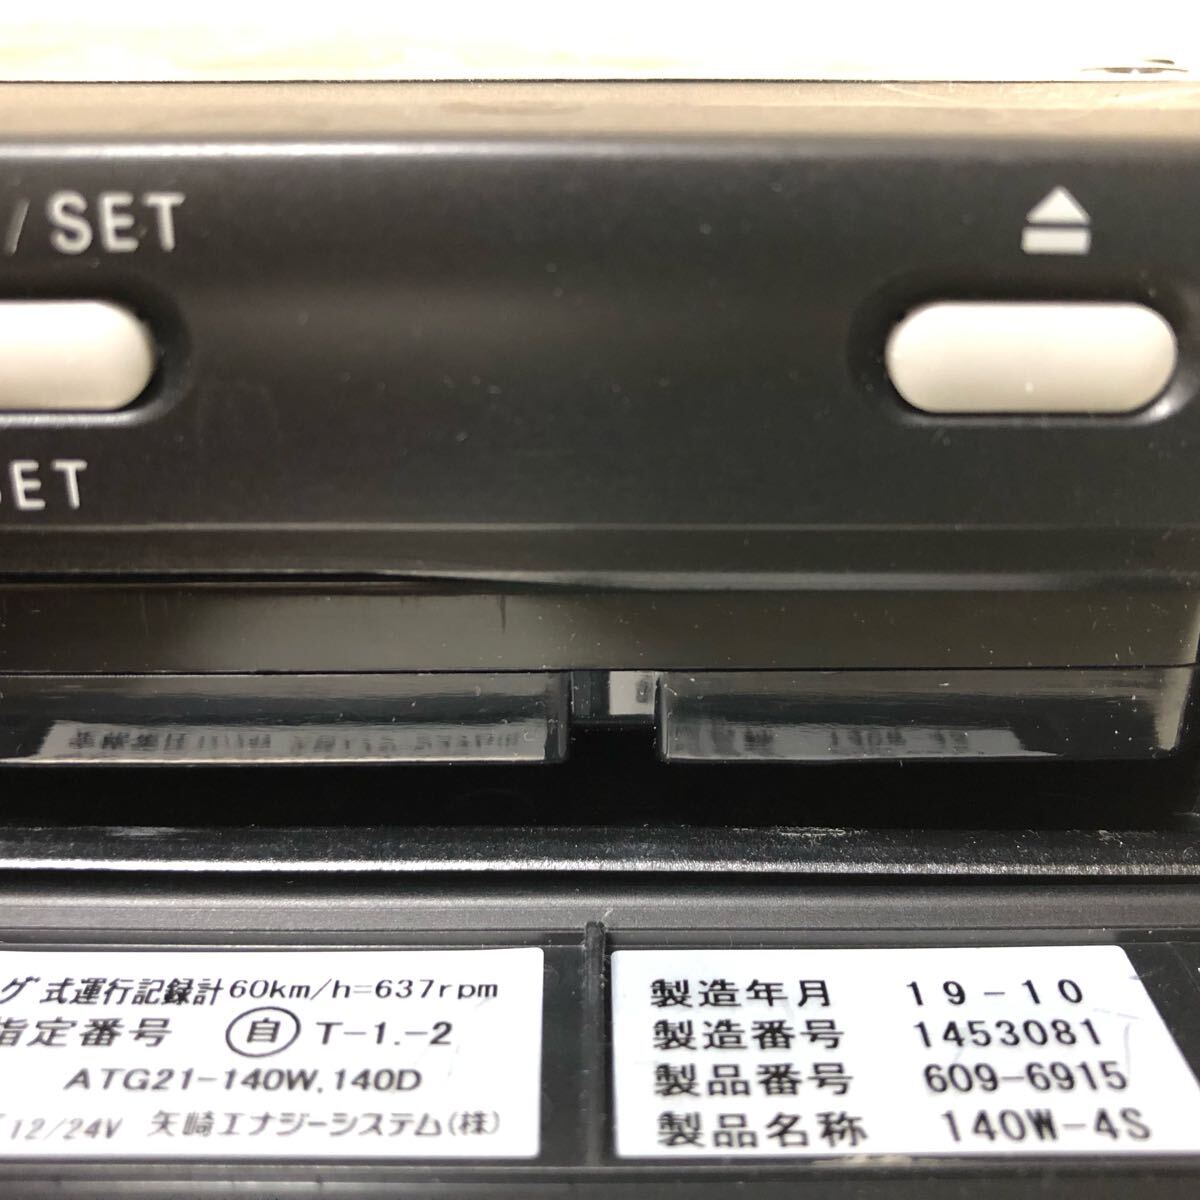 /SET
SET
グ式運行記録計60km/h=637rpm
指定番号 自 T-1.-2
ATG21-140W,140D
12/24V 矢崎エナジーシステム(株)
製造年月 19-10
製造番号 1453081
製品番号 609-6915
製品名称 140W-4S